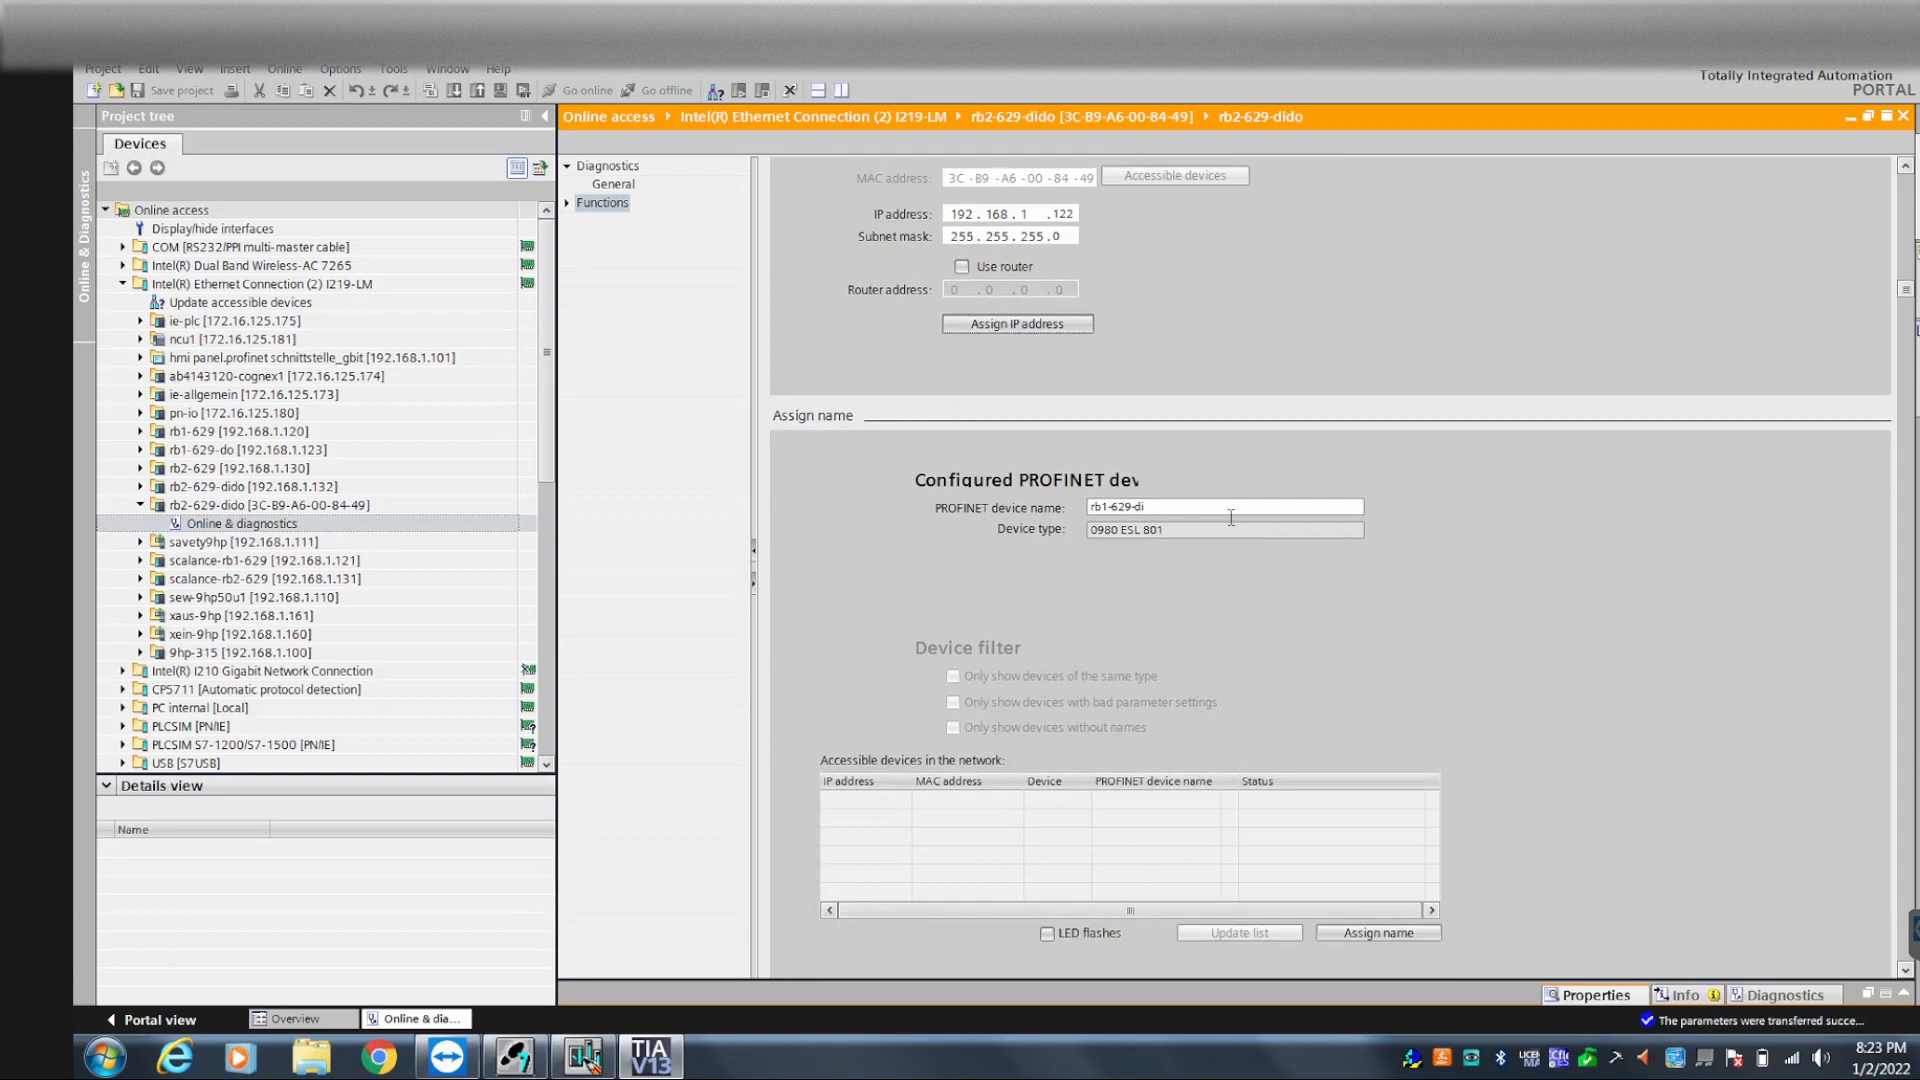 Project Edit View Insert Online Options Tools Window Help
Totally Integrated Automation
PORTAL
Save project Go online Go offline
Project tree
Online access Intel(R) Ethernet Connection (2) I219-LM rb2-629-dido [3C-B9-A6-00-84-49] rb2-629-dido
Devices
Online & Diagnostics
Online access
Display/hide interfaces
COM [RS232/PPI multi-master cable]
Intel(R) Dual Band Wireless-AC 7265
Intel(R) Ethernet Connection (2) I219-LM
Update accessible devices
ie-plc [172.16.125.175]
ncu1 [172.16.125.181]
hmi panel.profinet schnittstelle_gbit [192.168.1.101]
ab4143120-cognex1 [172.16.125.174]
ie-allgemein [172.16.125.173]
pn-io [172.16.125.180]
rb1-629 [192.168.1.120]
rb1-629-do [192.168.1.123]
rb2-629 [192.168.1.130]
rb2-629-dido [192.168.1.132]
rb2-629-dido [3C-B9-A6-00-84-49]
Online & diagnostics
savety9hp [192.168.1.111]
scalance-rb1-629 [192.168.1.121]
scalance-rb2-629 [192.168.1.131]
sew-9hp50u1 [192.168.1.110]
xaus-9hp [192.168.1.161]
xein-9hp [192.168.1.160]
9hp-315 [192.168.1.100]
Intel(R) I210 Gigabit Network Connection
CP5711 [Automatic protocol detection]
PC internal [Local]
PLCSIM [PN/IE]
PLCSIM S7-1200/S7-1500 [PN/IE]
USB [S7USB]
Details view
Name
Diagnostics
General
Functions
MAC address: 3C -B9 -A6 -00 -84 -49 Accessible devices
IP address: 192 . 168 . 1 . 122
Subnet mask: 255 . 255 . 255 . 0
Use router
Router address: 0 . 0 . 0 . 0
Assign IP address
Assign name
Configured PROFINET dev
PROFINET device name: rb1-629-di
Device type: 0980 ESL 801
Device filter
Only show devices of the same type
Only show devices with bad parameter settings
Only show devices without names
Accessible devices in the network:
IP address MAC address Device PROFINET device name Status
LED flashes Update list Assign name
Properties Info Diagnostics
Portal view Overview Online & dia...
The parameters were transferred succe...
TIA
V13
8:23 PM
1/2/2022